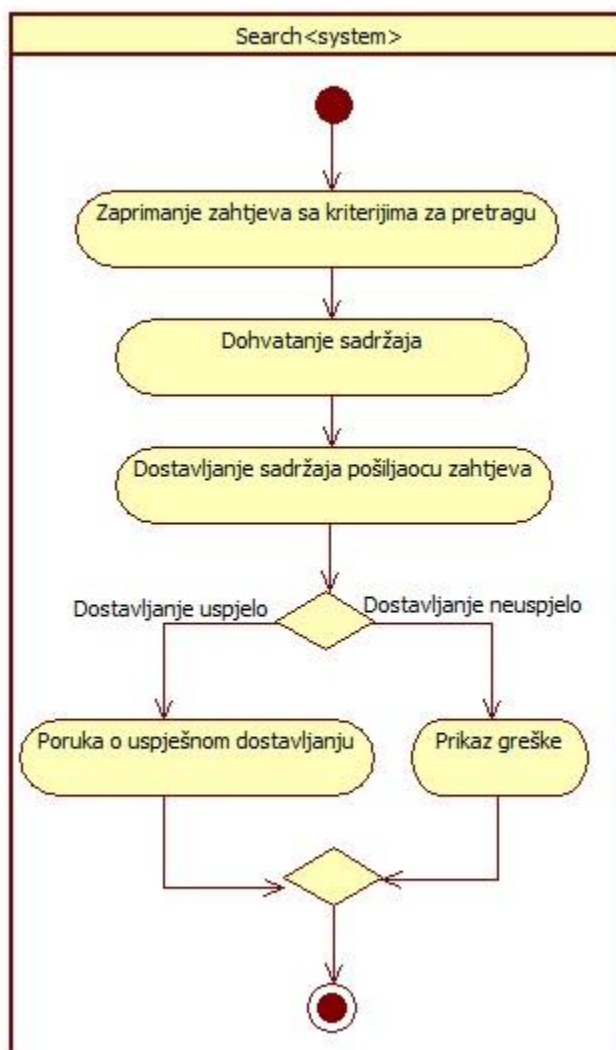 Search<system>
Zaprimanje zahtjeva sa kriterijima za pretragu
Dohvatanje sadržaja
Dostavljanje sadržaja pošiljaocu zahtjeva
Dostavljanje uspjelo
Dostavljanje neuspjelo
Poruka o uspješnom dostavljanju
Prikaz greške